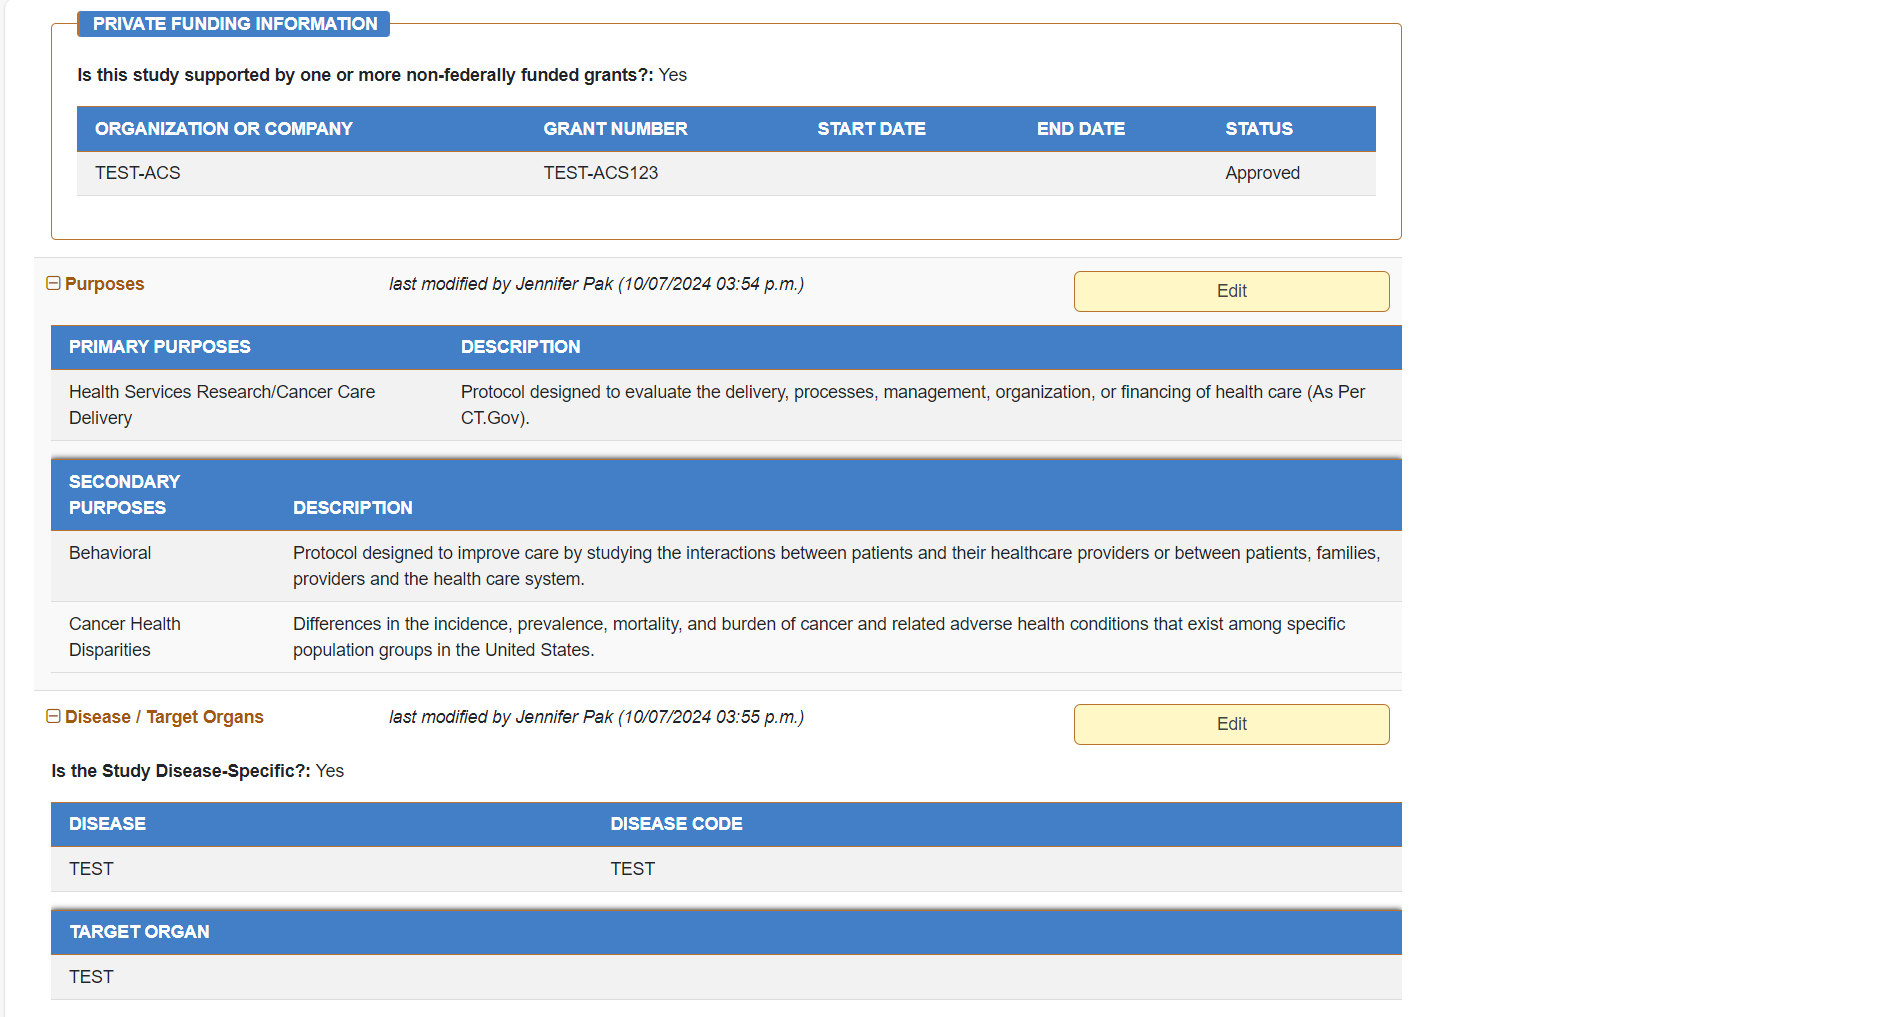 PRIVATE FUNDING INFORMATION
Is this study supported by one or more non-federally funded grants?: Yes
ORGANIZATION OR COMPANY GRANT NUMBER START DATE END DATE STATUS
TEST-ACS TEST-ACS123 Approved
Purposes last modified by Jennifer Pak (10/07/2024 03:54 p.m.) Edit
PRIMARY PURPOSES DESCRIPTION
Health Services Research/Cancer Care Protocol designed to evaluate the delivery, processes, management, organization, or financing of health care (As Per
Delivery CT.Gov).
SECONDARY
PURPOSES DESCRIPTION
Behavioral Protocol designed to improve care by studying the interactions between patients and their healthcare providers or between patients, families,
providers and the health care system.
Cancer Health Differences in the incidence, prevalence, mortality, and burden of cancer and related adverse health conditions that exist among specific
Disparities population groups in the United States.
Disease / Target Organs last modified by Jennifer Pak (10/07/2024 03:55 p.m.) Edit
Is the Study Disease-Specific?: Yes
DISEASE DISEASE CODE
TEST TEST
TARGET ORGAN
TEST